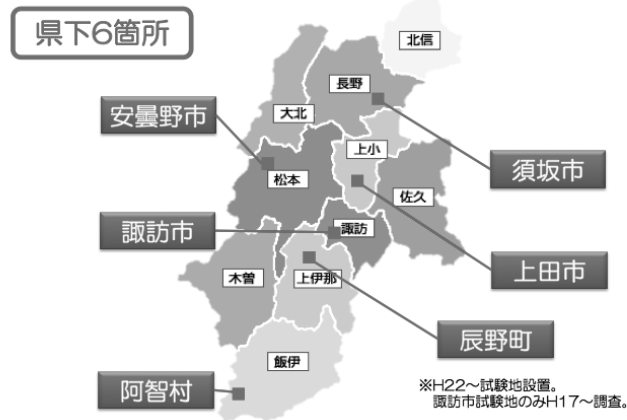 県下6箇所
北信
長野
大北
安曇野市
上小
須坂市
松本
佐久
諏訪市
諏訪
上田市
木曽
上伊那
辰野町
飯伊
阿智村
※H22～試験地設置。
諏訪市試験地のみH17～調査。